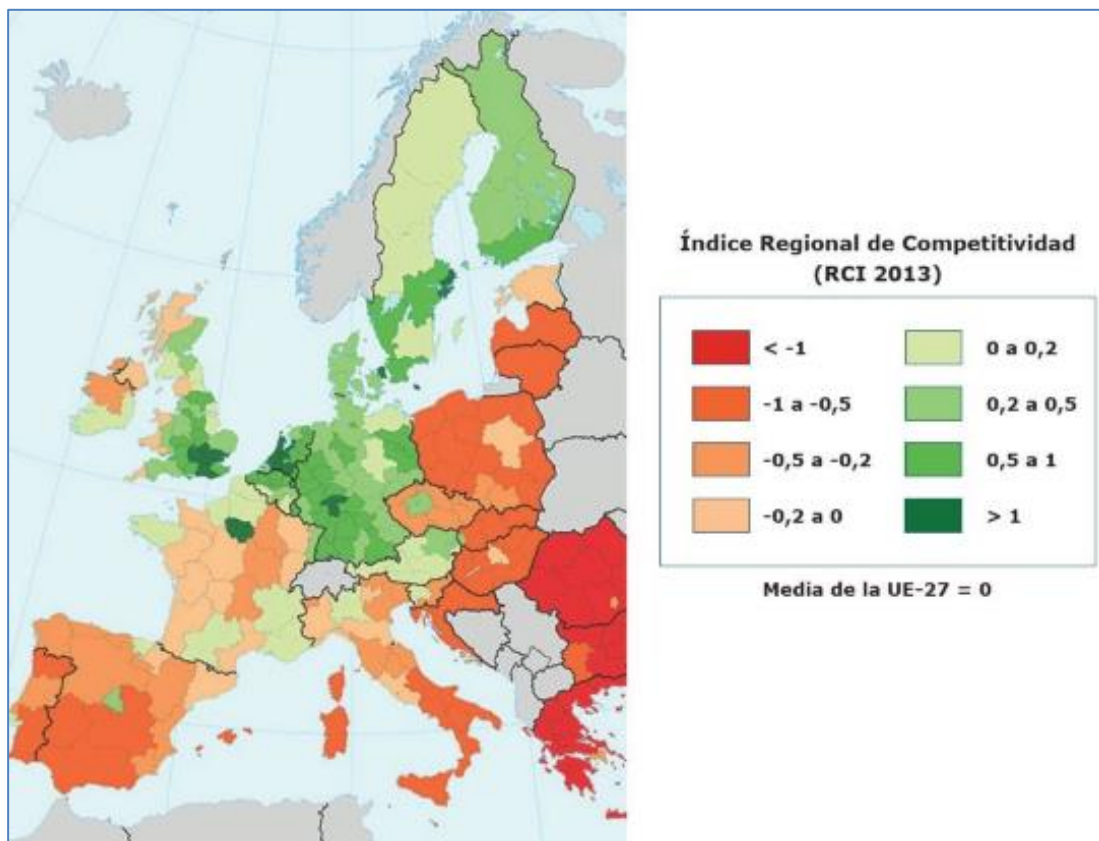 Índice Regional de Competitividad
(RCI 2013)
< -1
-1 a -0,5
-0,5 a -0,2
-0,2 a 0
0 a 0,2
0,2 a 0,5
0,5 a 1
> 1
Media de la UE-27 = 0